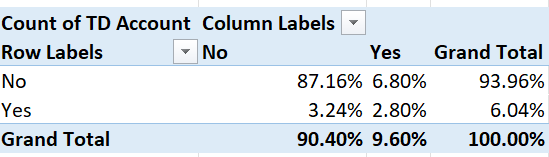 Count of TD Account Column Labels
Row Labels No Yes Grand Total
No 87.16% 6.80% 93.96%
Yes 3.24% 2.80% 6.04%
Grand Total 90.40% 9.60% 100.00%